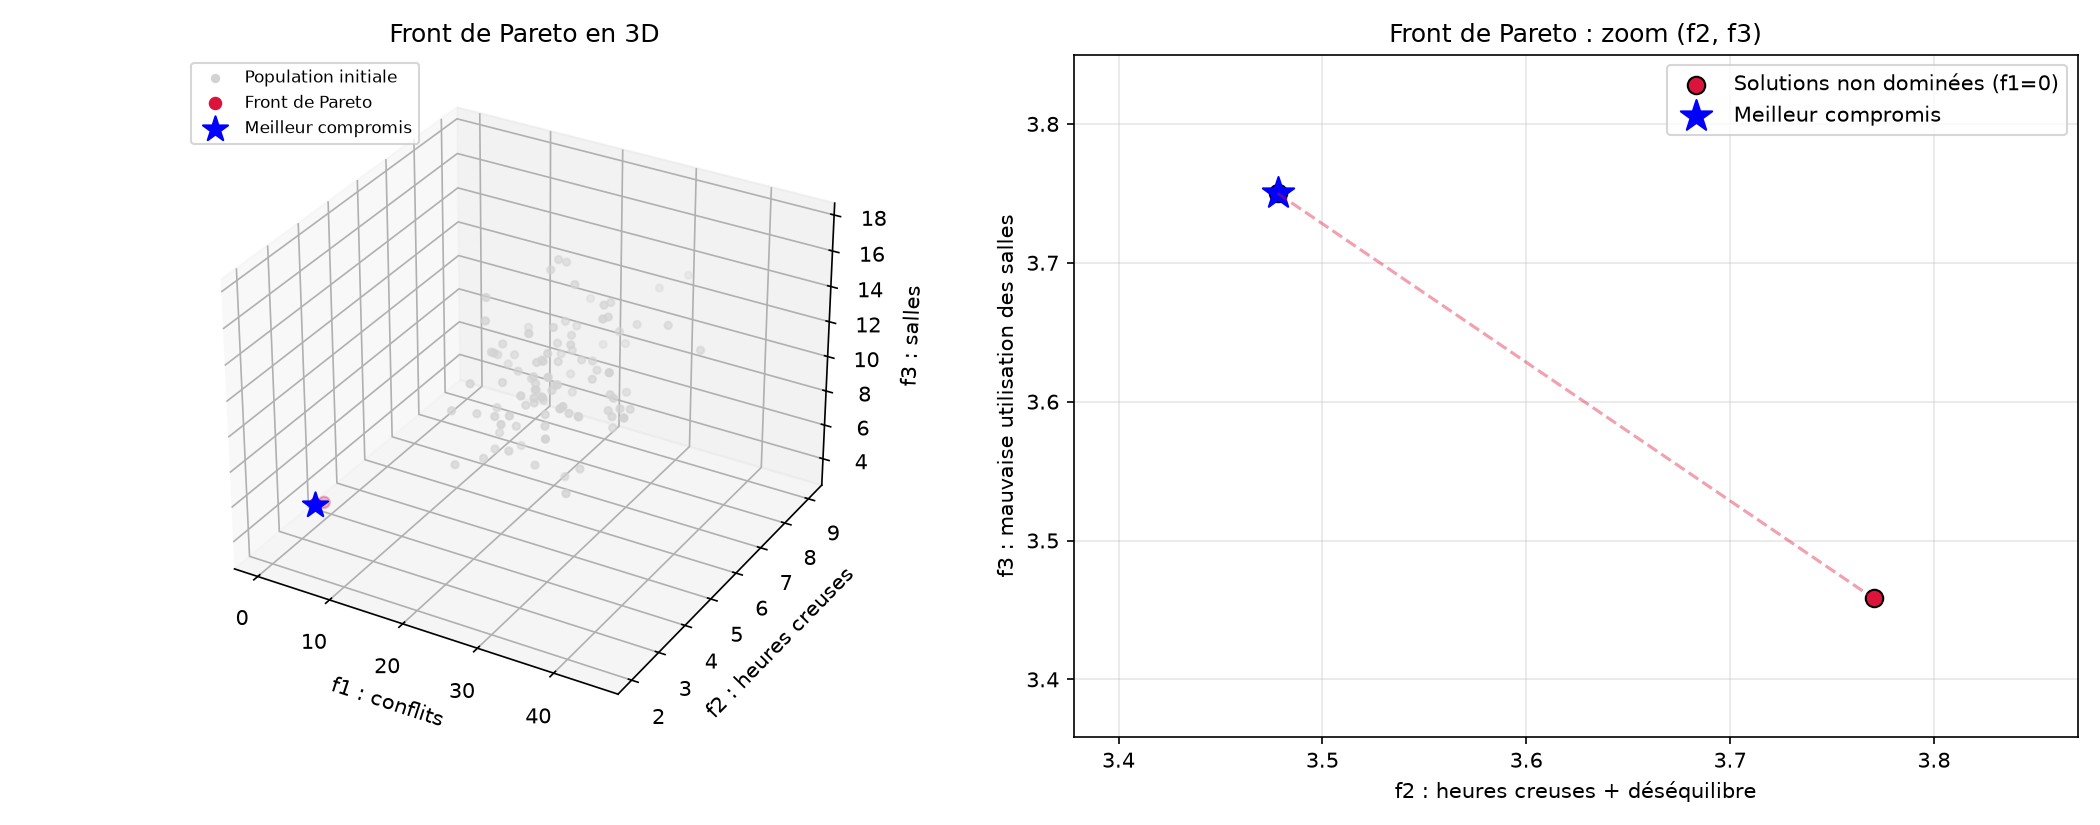 Front de Pareto en 3D
Population initiale
Front de Pareto
Meilleur compromis
18
16
14
12
10
8
6
4
f3 : salles
0
10
20
30
40
f1 : conflits
2
3
4
5
6
7
8
9
f2 : heures creuses
Front de Pareto : zoom (f2, f3)
Solutions non dominées (f1=0)
Meilleur compromis
3.8
3.7
3.6
3.5
3.4
f3 : mauvaise utilisation des salles
3.4
3.5
3.6
3.7
3.8
f2 : heures creuses + déséquilibre